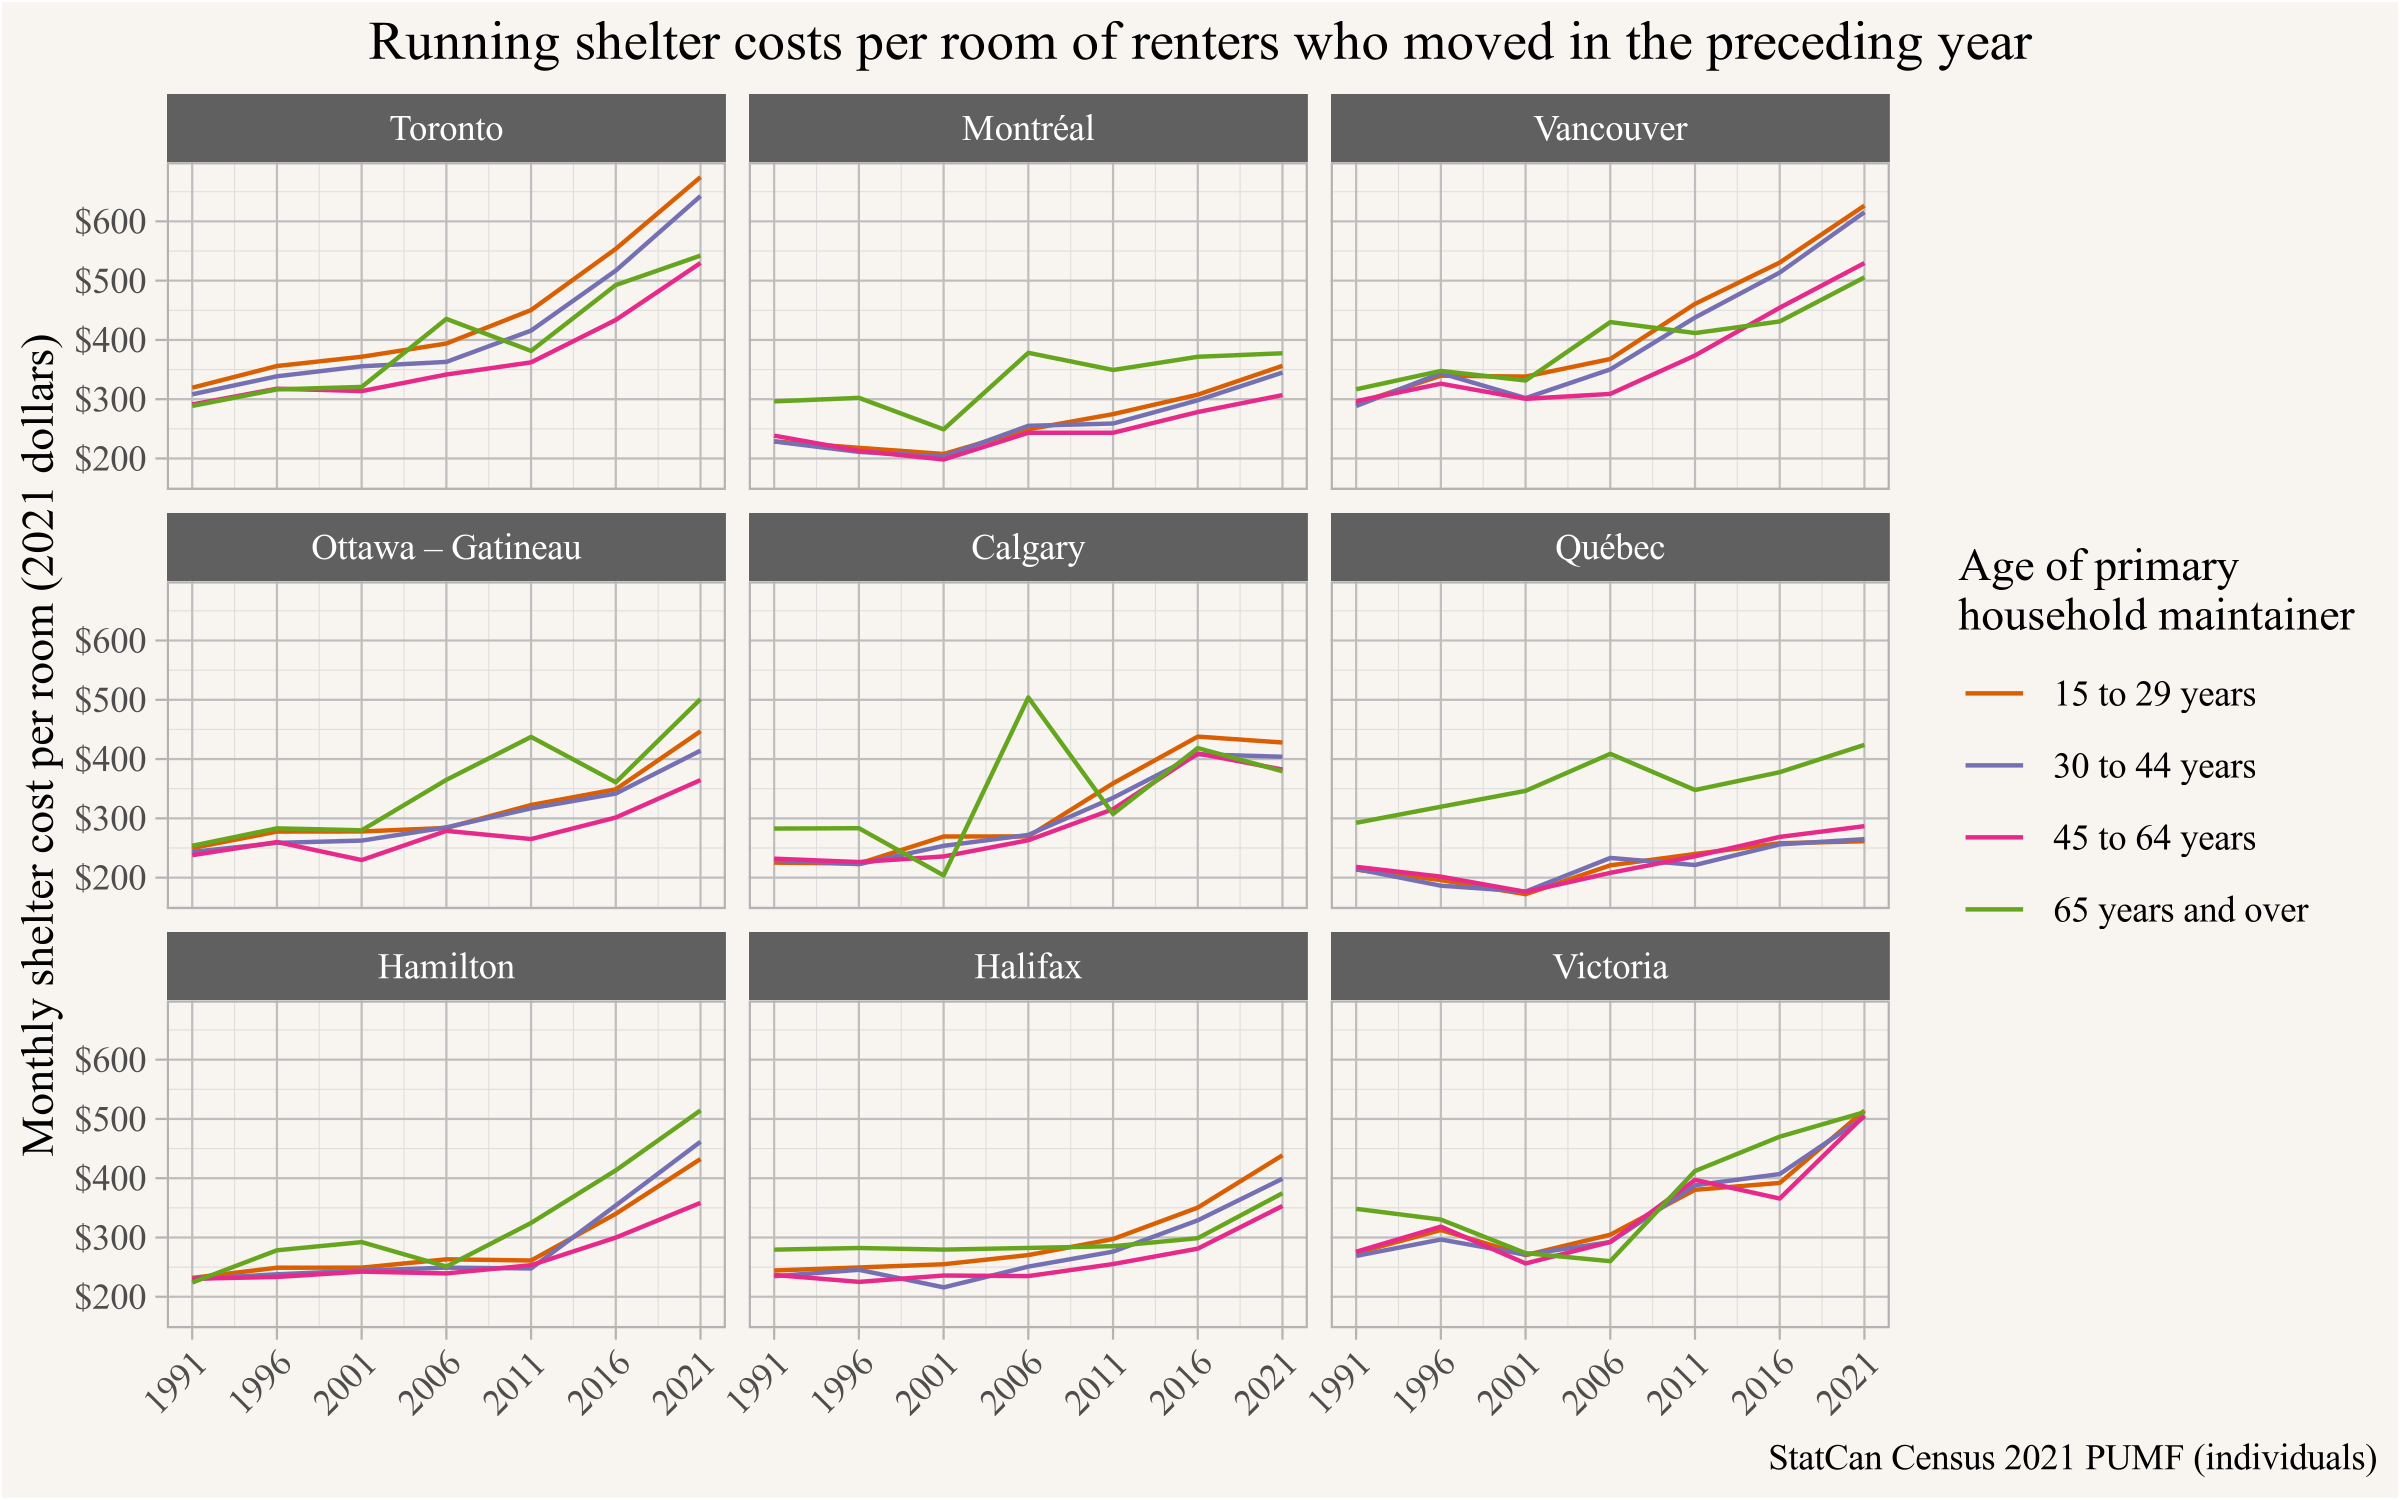 Running shelter costs per room of renters who moved in the preceding year
Monthly shelter cost per room (2021 dollars)
Toronto
Montréal
Vancouver
$600
$500
$400
$300
$200
Ottawa – Gatineau
Calgary
Québec
$600
$500
$400
$300
$200
Hamilton
Halifax
Victoria
$600
$500
$400
$300
$200
1991 1996 2001 2006 2011 2016 2021
1991 1996 2001 2006 2011 2016 2021
1991 1996 2001 2006 2011 2016 2021
Age of primary
household maintainer
15 to 29 years
30 to 44 years
45 to 64 years
65 years and over
StatCan Census 2021 PUMF (individuals)